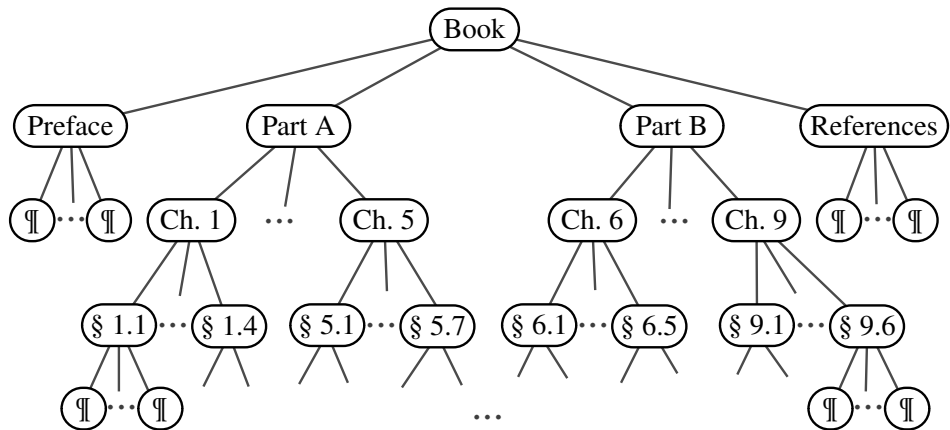 Book
Preface Part A Part B References
¶ ... ¶ Ch. 1 ... Ch. 5 Ch. 6 ... Ch. 9 ¶ ... ¶
§ 1.1 ... § 1.4 § 5.1 ... § 5.7 § 6.1 ... § 6.5 § 9.1 ... § 9.6
¶ ... ¶ ... ¶ ... ¶